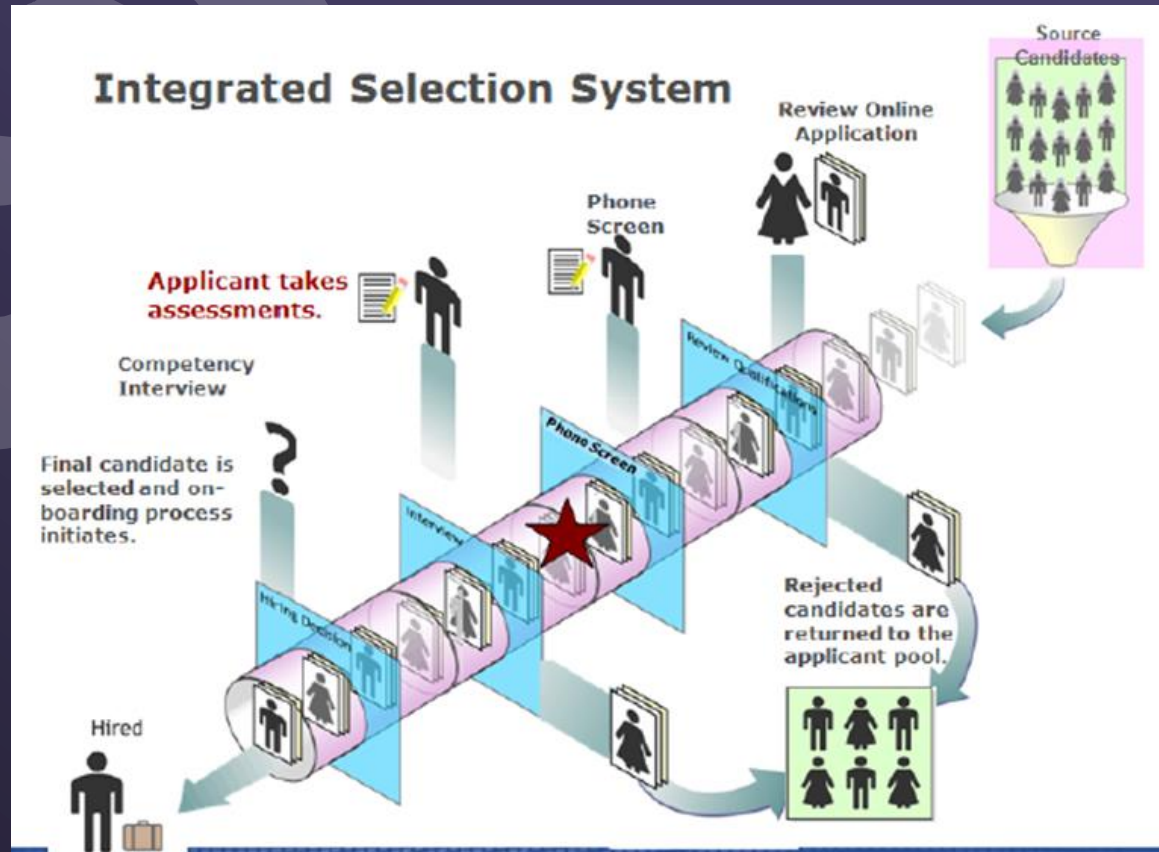 Integrated Selection System
Source
Candidates
Review Online
Application
Phone
Screen
Applicant takes
assessments.
Competency
Interview
Final candidate is
selected and on-
boarding process
initiates.
Review Qualifications
Phone Screen
Interview
Hiring Decision
Rejected
candidates are
returned to the
applicant pool.
Hired